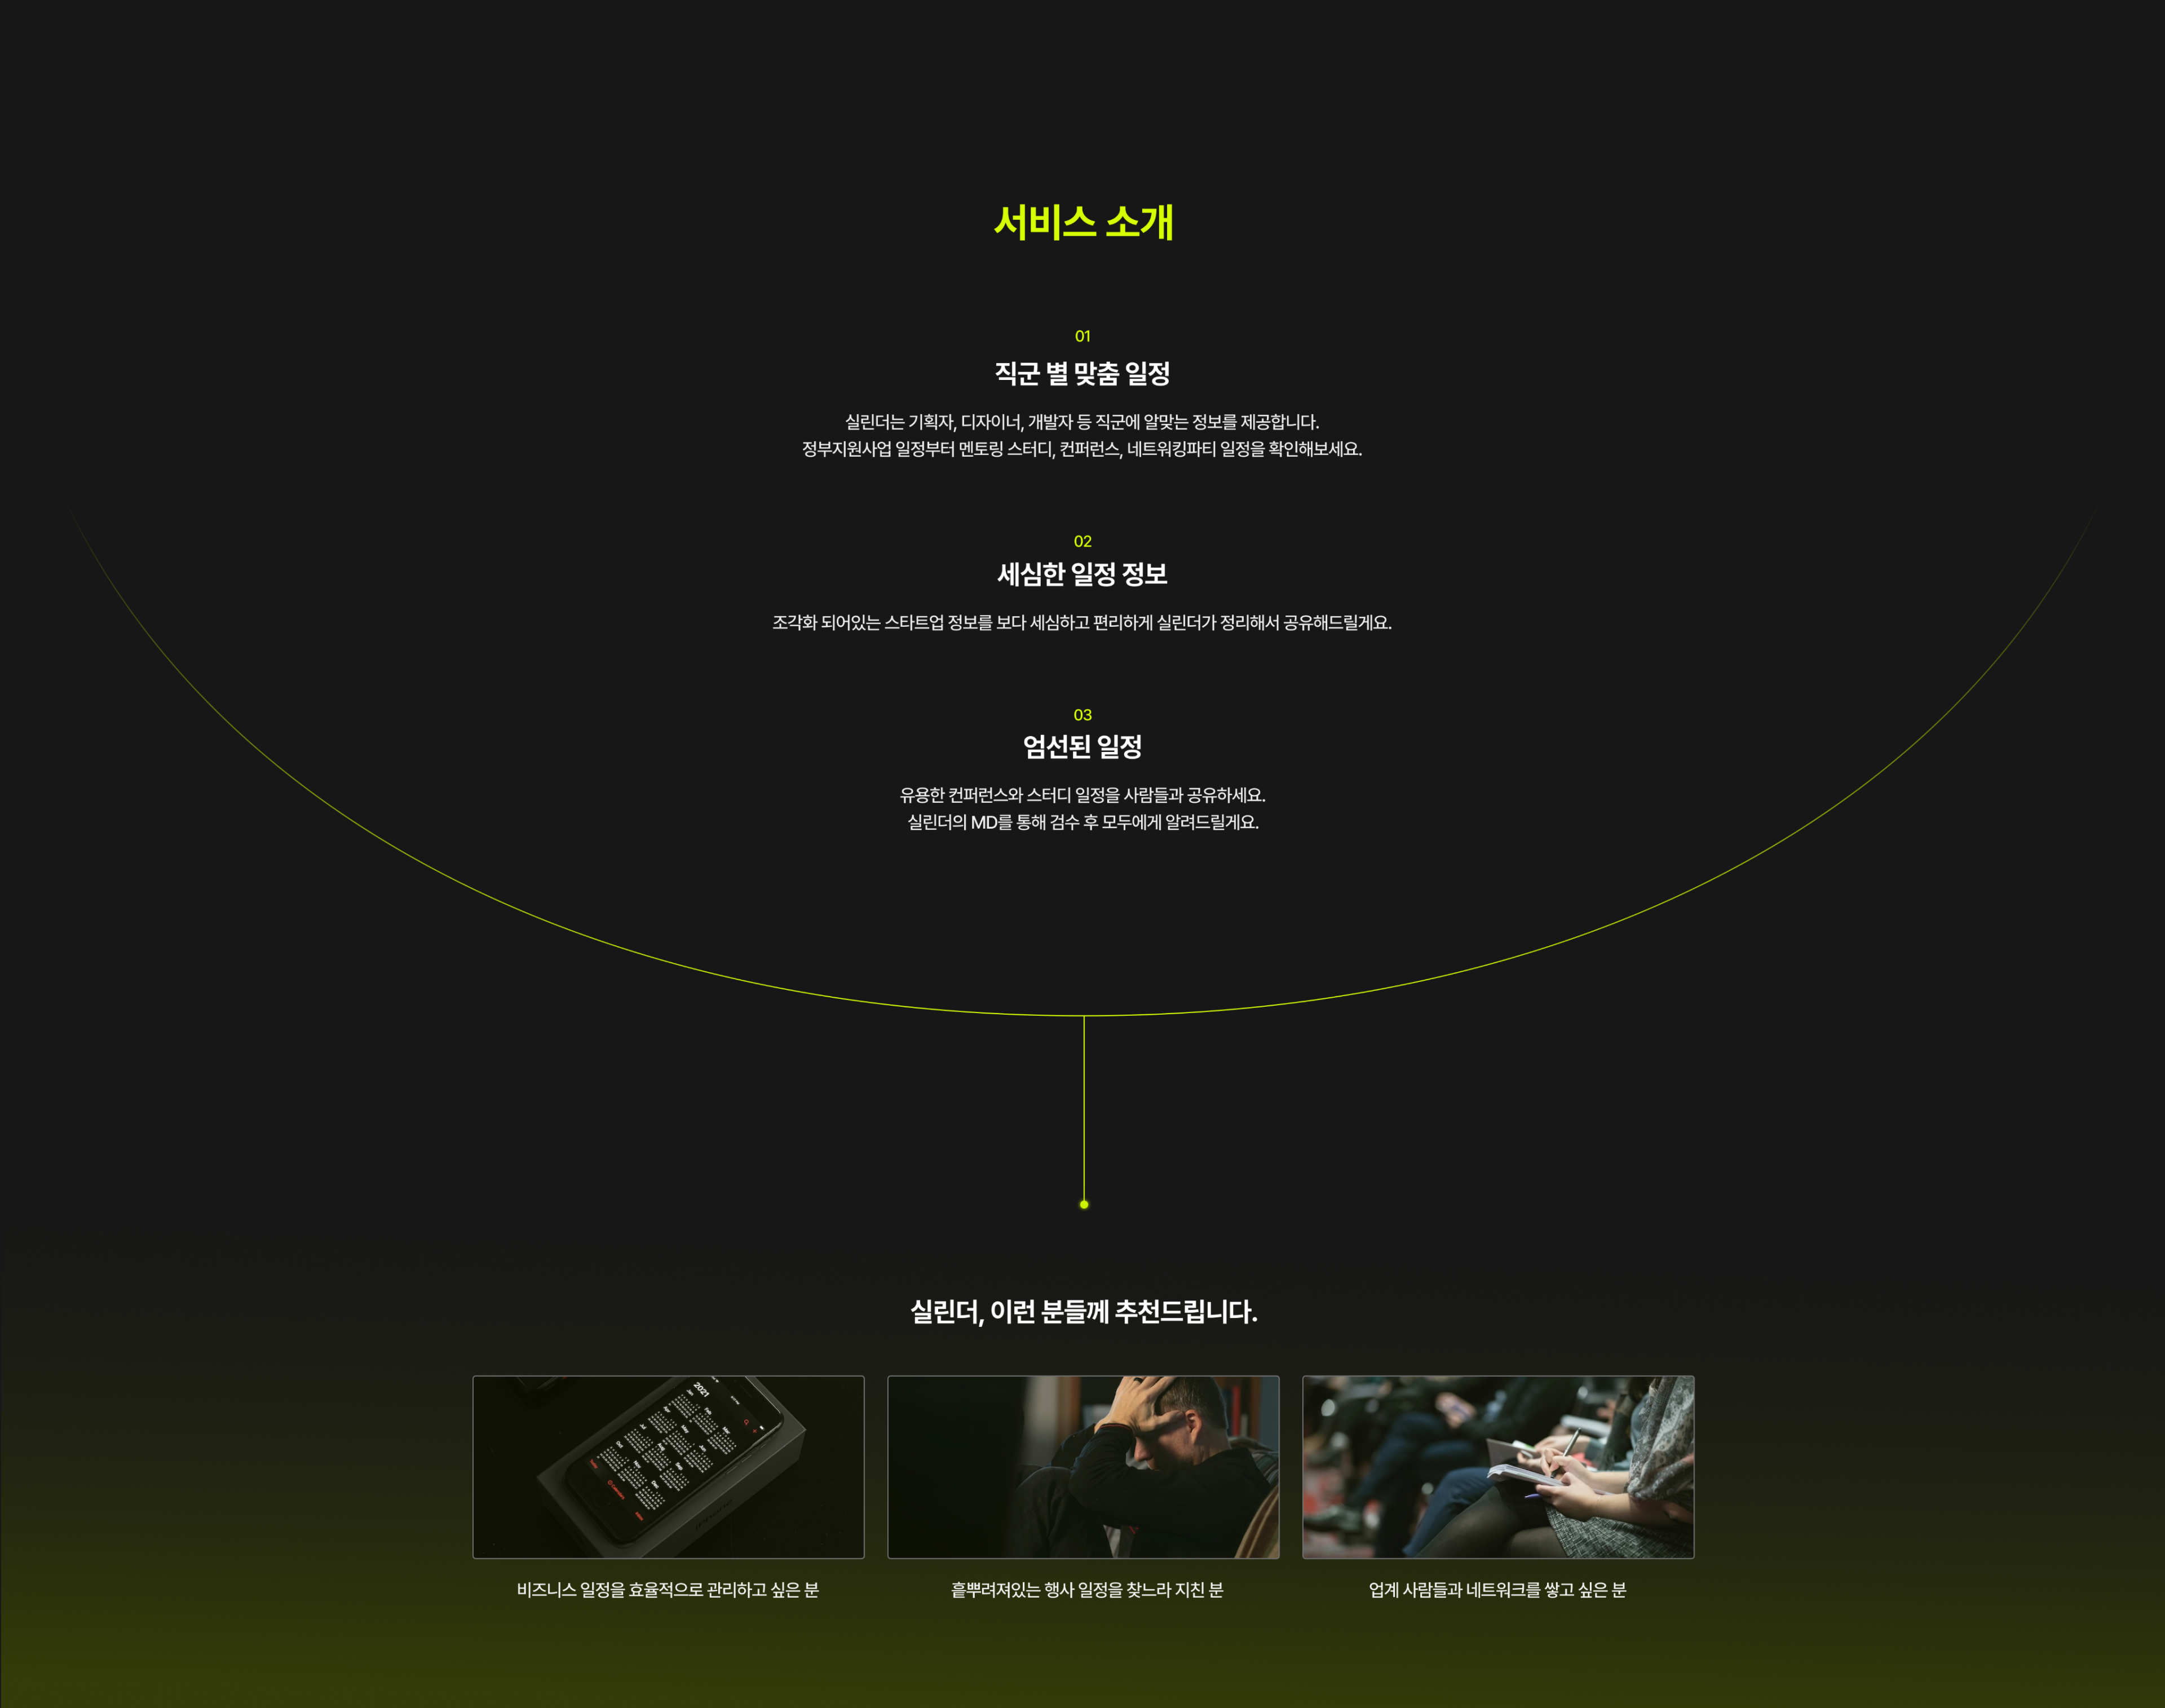 서비스 소개
01
직군 별 맞춤 일정
실린더는 기획자, 디자이너, 개발자 등 직군에 알맞는 정보를 제공합니다.
정부지원사업 일정부터 멘토링 스터디, 컨퍼런스, 네트워킹파티 일정을 확인해보세요.
02
세심한 일정 정보
조각화 되어있는 스타트업 정보를 보다 세심하고 편리하게 실린더가 정리해서 공유해드릴게요.
03
엄선된 일정
유용한 컨퍼런스와 스터디 일정을 사람들과 공유하세요.
실린더의 MD를 통해 검수 후 모두에게 알려드릴게요.
실린더, 이런 분들께 추천드립니다.
2021
비즈니스 일정을 효율적으로 관리하고 싶은 분
흩뿌려져있는 행사 일정을 찾느라 지친 분
업계 사람들과 네트워크를 쌓고 싶은 분